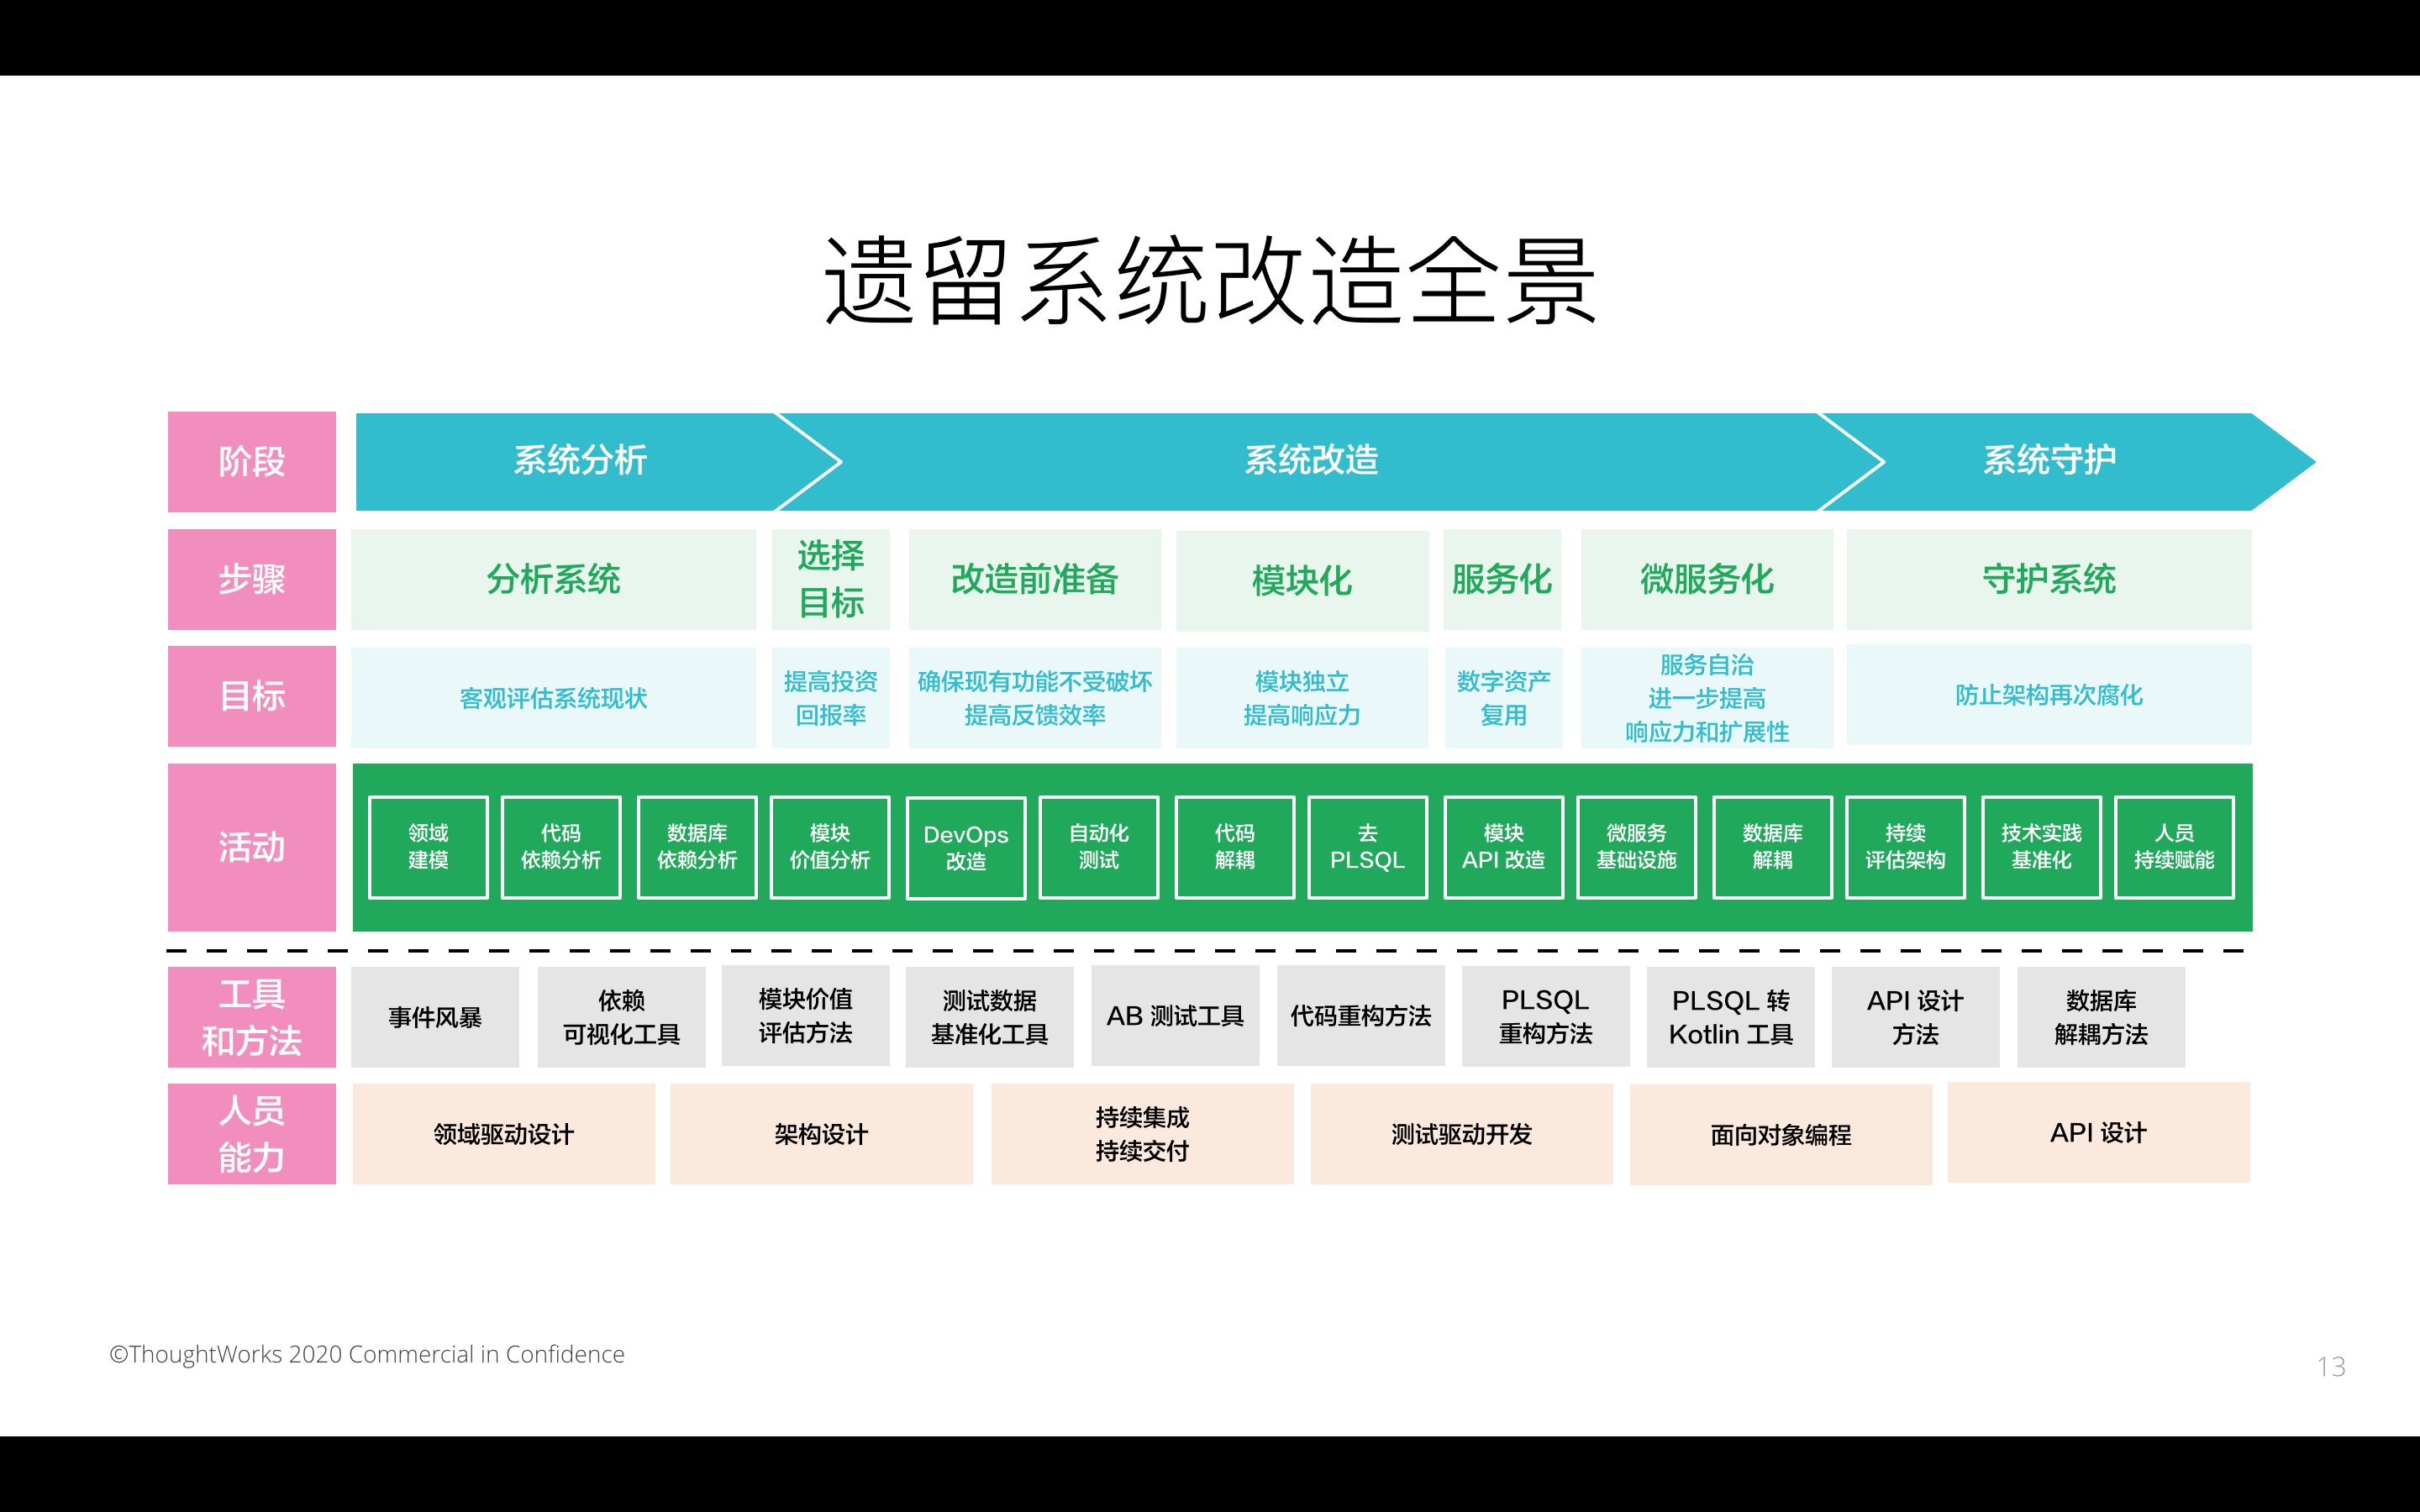 遗留系统改造全景
阶段
系统分析
系统改造
系统守护
步骤
分析系统
选择
目标
改造前准备
模块化
服务化
微服务化
守护系统
目标
客观评估系统现状
提高投资
回报率
确保现有功能不受破坏
提高反馈效率
模块独立
提高响应力
数字资产
复用
服务自治
进一步提高
响应力和扩展性
防止架构再次腐化
活动
领域
建模
代码
依赖分析
数据库
依赖分析
模块
价值分析
DevOps
改造
自动化
测试
代码
解耦
去
PLSQL
模块
API 改造
微服务
基础设施
数据库
解耦
持续
评估架构
技术实践
基准化
人员
持续赋能
工具
和方法
事件风暴
依赖
可视化工具
模块价值
评估方法
测试数据
基准化工具
AB 测试工具
代码重构方法
PLSQL
重构方法
PLSQL 转
Kotlin 工具
API 设计
方法
数据库
解耦方法
人员
能力
领域驱动设计
架构设计
持续集成
持续交付
测试驱动开发
面向对象编程
API 设计
©ThoughtWorks 2020 Commercial in Confidence
13